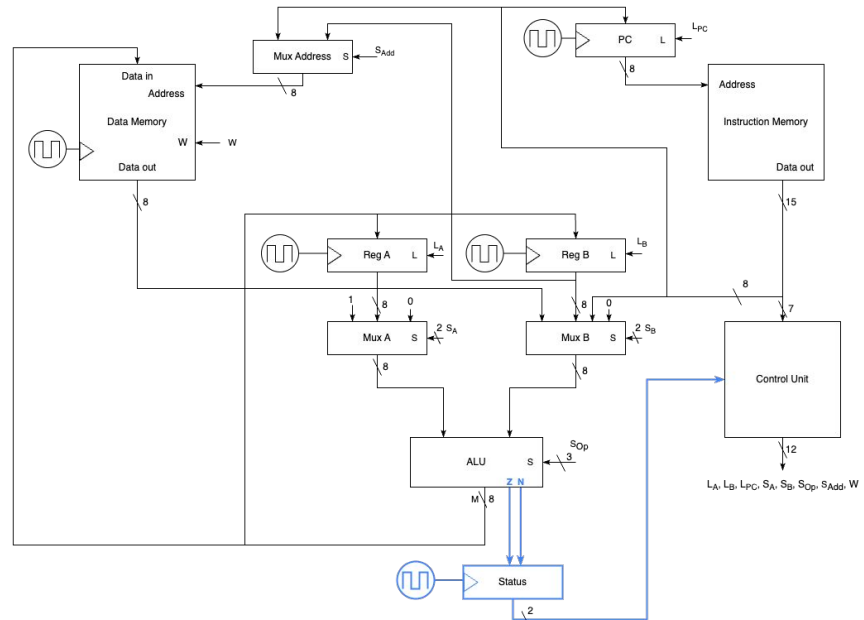 L_PC
PC L
Mux Address S S_Add
8
8
Data in
Address
Data Memory
W W
Data out
8
Address
Instruction Memory
Data out
15
Reg A L L_A
Reg B L L_B
8
8
8
7
1 0
0
Mux A S 2 S_A
Mux B S 2 S_B
8
8
Control Unit
12
L_A, L_B, L_PC, S_A, S_B, S_Op, S_Add, W
S_Op
ALU S 3
Z N
M 8
Status
2